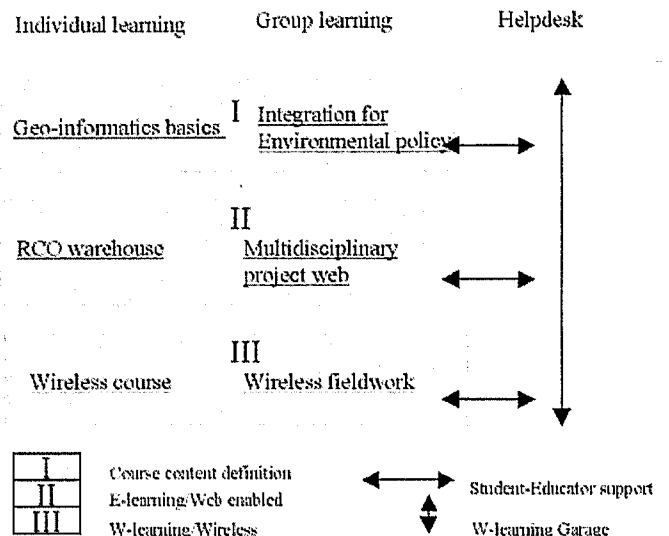 Individual learning Group learning Helpdesk
Geo-informatics basics I Integration for
Environmental policy
II
RCO warehouse Multidisciplinary
project web
III
Wireless course Wireless fieldwork
I Course content definition
II E-learning/Web enabled
III W-learning/Wireless
Student-Educator support
W-learning Garage